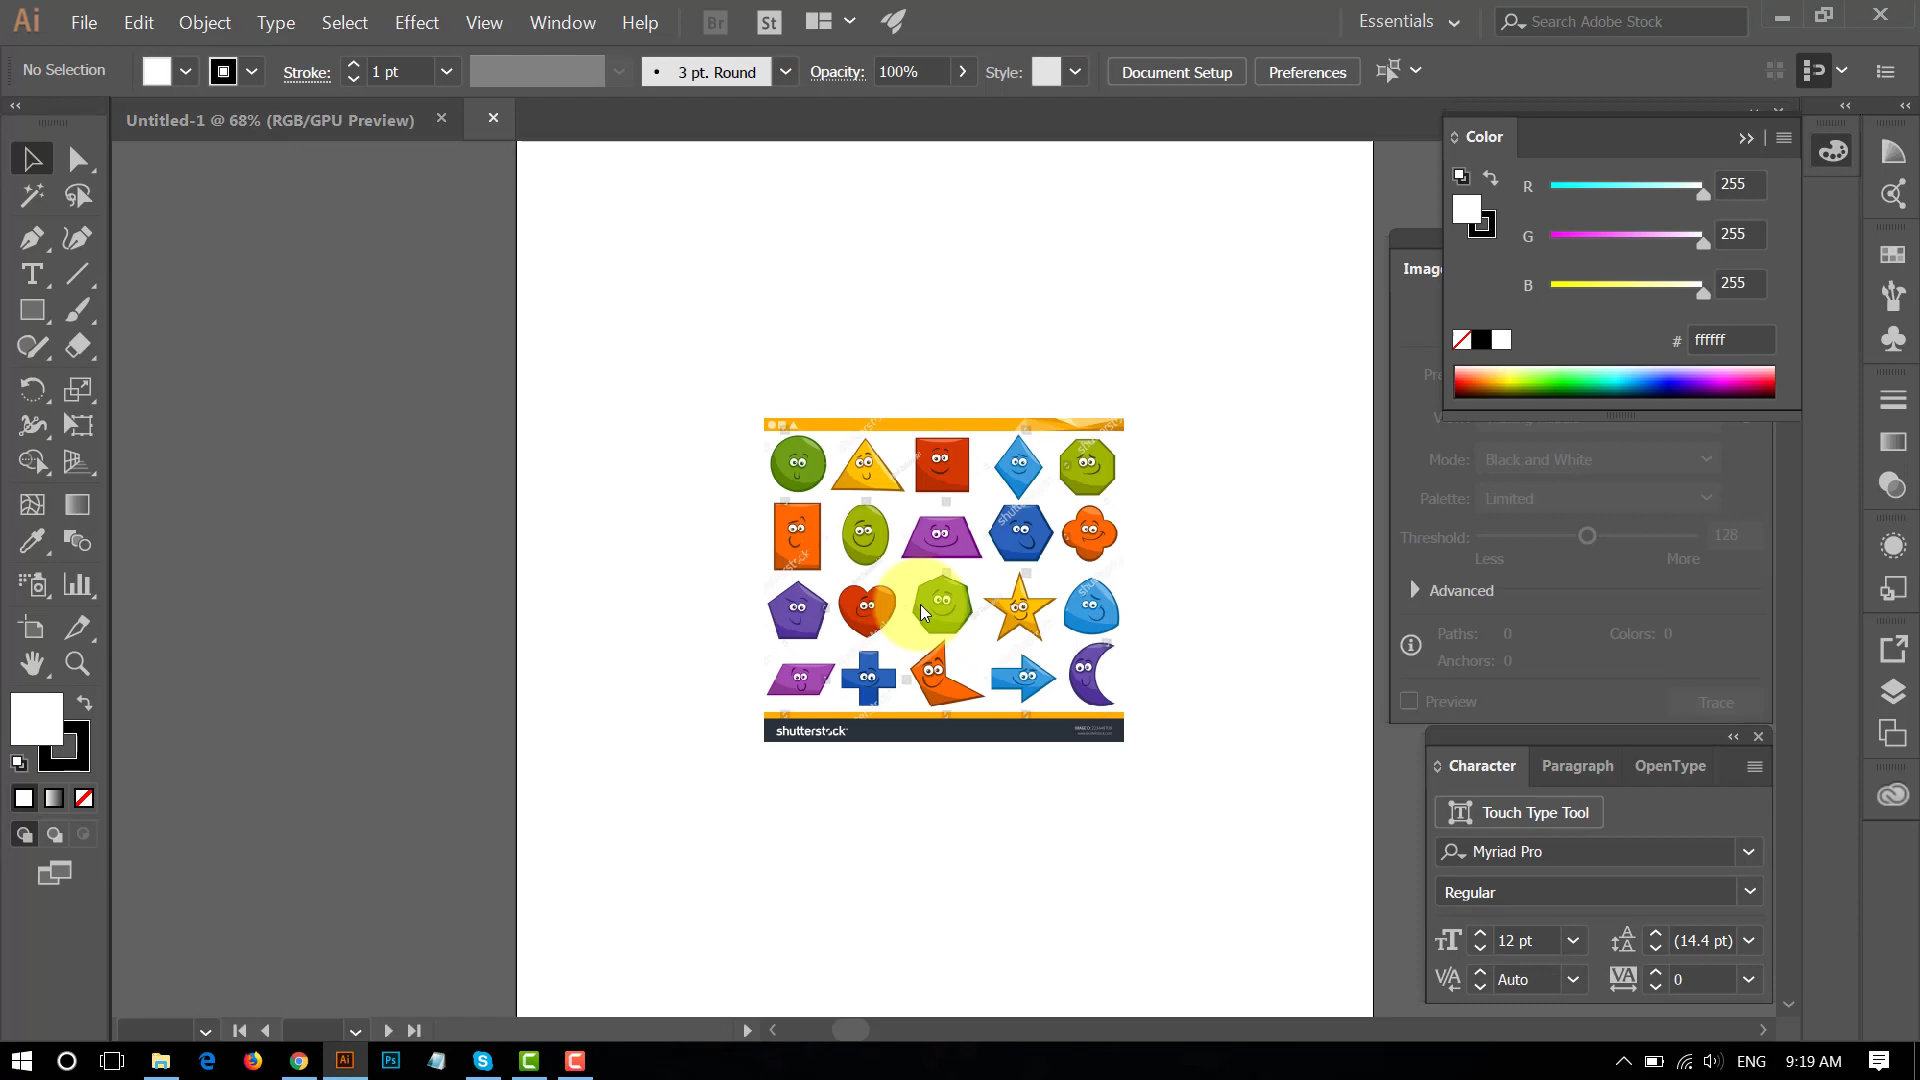 Ai File Edit Object Type Select Effect View Window Help Br St Essentials Search Adobe Stock
No Selection Stroke: 1 pt 3 pt. Round Opacity: 100% Style: Document Setup Preferences
Untitled-1 @ 68% (RGB/GPU Preview)
Color
R 255
G 255
B 255
# ffffff
Imag
Pre
V
Mode: Black and White
Palette: Limited
Threshold: 128
Less More
Advanced
Paths: 0 Colors: 0
Anchors: 0
Preview Trace
Character Paragraph OpenType
Touch Type Tool
Myriad Pro
Regular
12 pt (14.4 pt)
Auto 0
shutterstock
shutterstock
shutterstock
ENG 9:19 AM